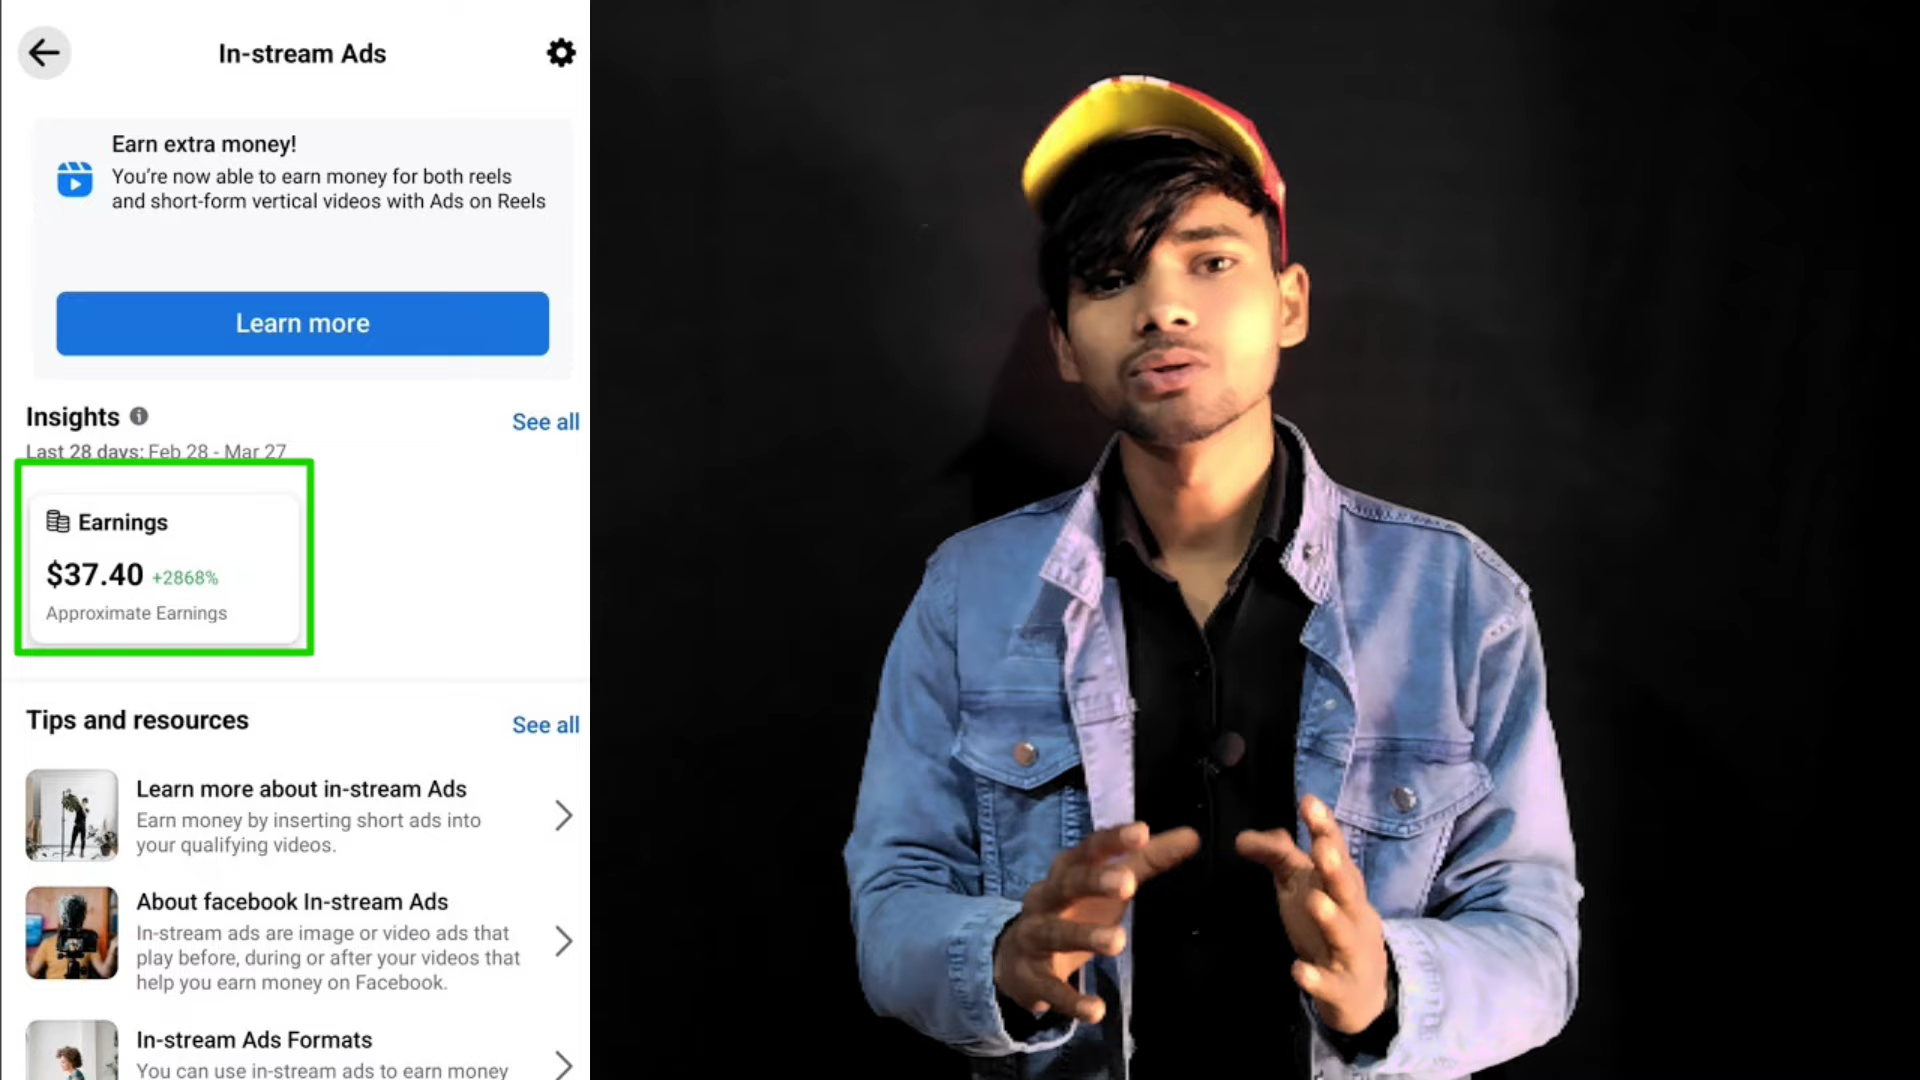 In-stream Ads
Earn extra money!
You're now able to earn money for both reels
and short-form vertical videos with Ads on Reels
Learn more
Insights
See all
Last 28 days: Feb 28 - Mar 27
Earnings
$37.40 +2868%
Approximate Earnings
Tips and resources
See all
Learn more about in-stream Ads
Earn money by inserting short ads into
your qualifying videos.
About facebook In-stream Ads
In-stream ads are image or video ads that
play before, during or after your videos that
help you earn money on Facebook.
In-stream Ads Formats
You can use in-stream ads to earn money